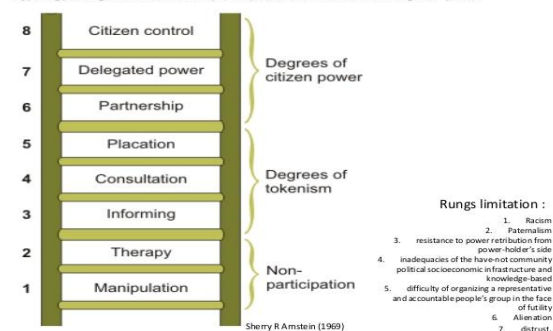 8 Citizen control
7 Delegated power
6 Partnership
Degrees of
citizen power
5 Placation
4 Consultation
3 Informing
Degrees of
tokenism
2 Therapy
1 Manipulation
Non-
participation
Sherry R Arnstein (1969)
Rungs limitation :
1. Racism
2. Paternalism
3. resistance to power retribution from
power-holder's side
4. inadequacies of the have-not community
political socioeconomic infrastructure and
knowledge-based
5. difficulty of organizing a representative
and accountable people's group in the face
of futility
6. Alienation
7. distrust.